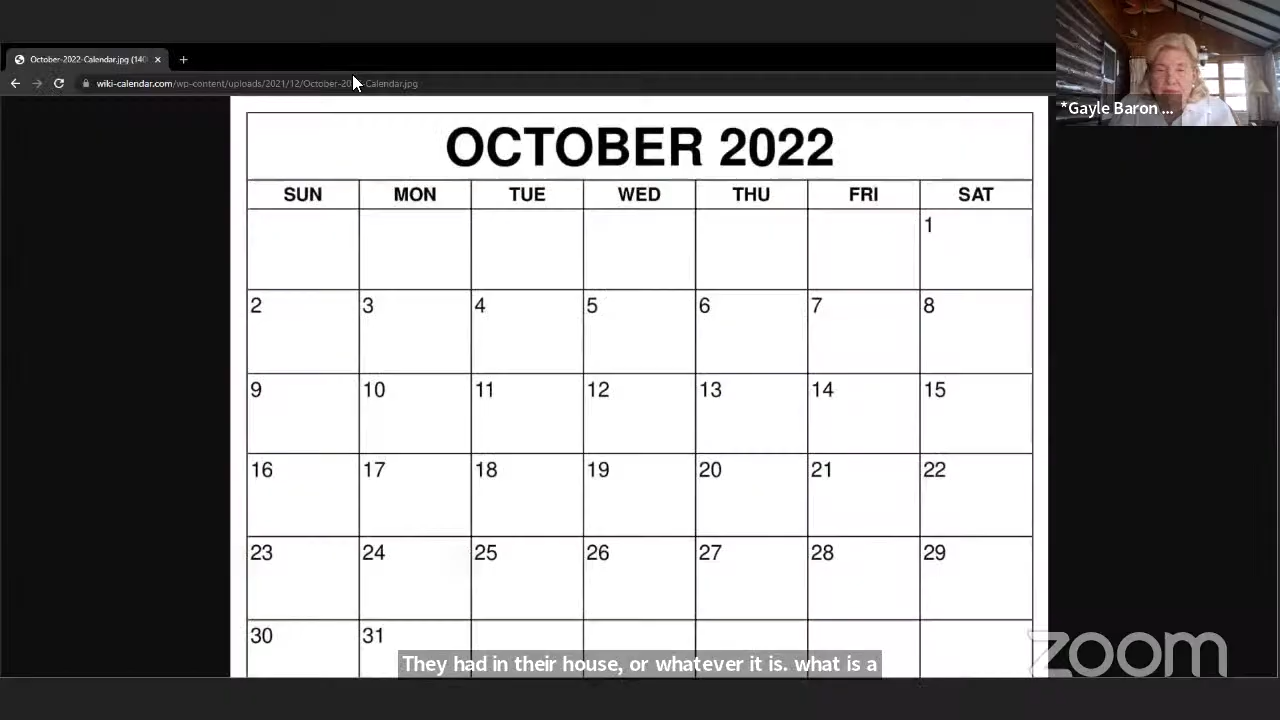 October-2022-Calendar.jpg (140
wiki-calendar.com/wp-content/uploads/2021/12/October-20 -Calendar.jpg
*Gayle Baron ...
OCTOBER 2022
SUN MON TUE WED THU FRI SAT
1
2 3 4 5 6 7 8
9 10 11 12 13 14 15
16 17 18 19 20 21 22
23 24 25 26 27 28 29
30 31
They had in their house, or whatever it is. what is a
zoom